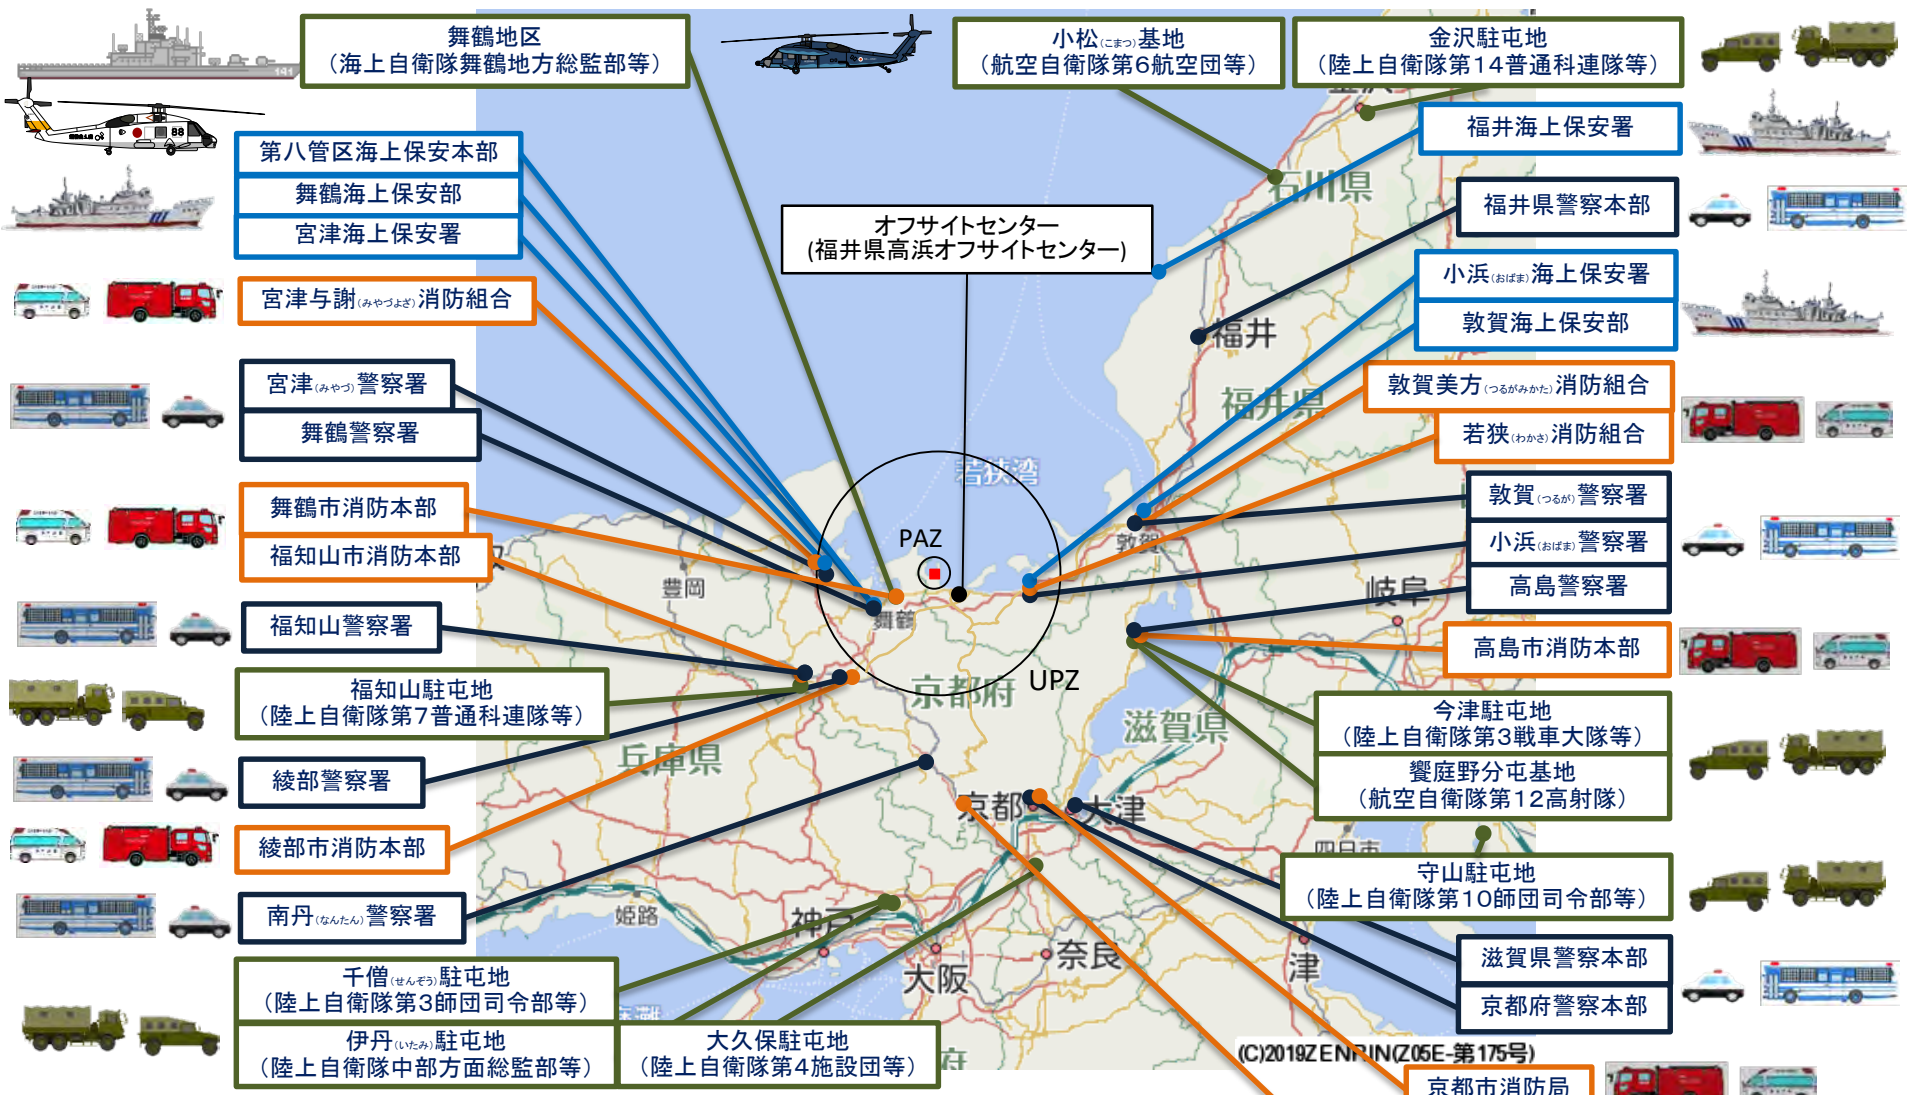 舞鶴地区
(海上自衛隊舞鶴地方総監部等)
小松(こまつ)基地
(航空自衛隊第6航空団等)
金沢駐屯地
(陸上自衛隊第14普通科連隊等)
141
88
金沢
第八管区海上保安本部
舞鶴海上保安部
宮津海上保安署
宮津与謝(みやづよざ)消防組合
宮津(みやづ)警察署
舞鶴警察署
舞鶴市消防本部
福知山市消防本部
福知山警察署
福知山駐屯地
(陸上自衛隊第7普通科連隊等)
綾部警察署
綾部市消防本部
南丹(なんたん)警察署
千僧(せんぞう)駐屯地
(陸上自衛隊第3師団司令部等)
伊丹(いたみ)駐屯地
(陸上自衛隊中部方面総監部等)
大久保駐屯地
(陸上自衛隊第4施設団等)
オフサイトセンター
(福井県高浜オフサイトセンター)
福井海上保安署
福井県警察本部
小浜(おばま)海上保安署
敦賀海上保安部
敦賀美方(つるがみかた)消防組合
若狭(わかさ)消防組合
敦賀(つるが)警察署
小浜(おばま)警察署
高島警察署
高島市消防本部
今津駐屯地
(陸上自衛隊第3戦車大隊等)
饗庭野分屯基地
(航空自衛隊第12高射隊)
守山駐屯地
(陸上自衛隊第10師団司令部等)
滋賀県警察本部
京都府警察本部
京都市消防局
石川県
福井
福井県
若狭湾
PAZ
UPZ
敦賀
豊岡
舞鶴
岐阜
京都府
滋賀県
兵庫県
京都
大津
四日市
姫路
神戸
大阪
奈良
津
灘
府
(C)2019ZENRIN(Z05E-第175号)